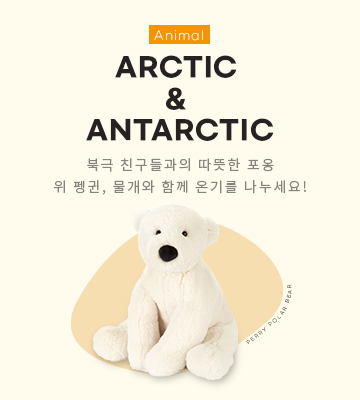 Animal
ARCTIC
&
ANTARCTIC
북극 친구들과의 따뜻한 포옹
위 펭귄, 물개와 함께 온기를 나누세요!
PERRY POLAR BEAR